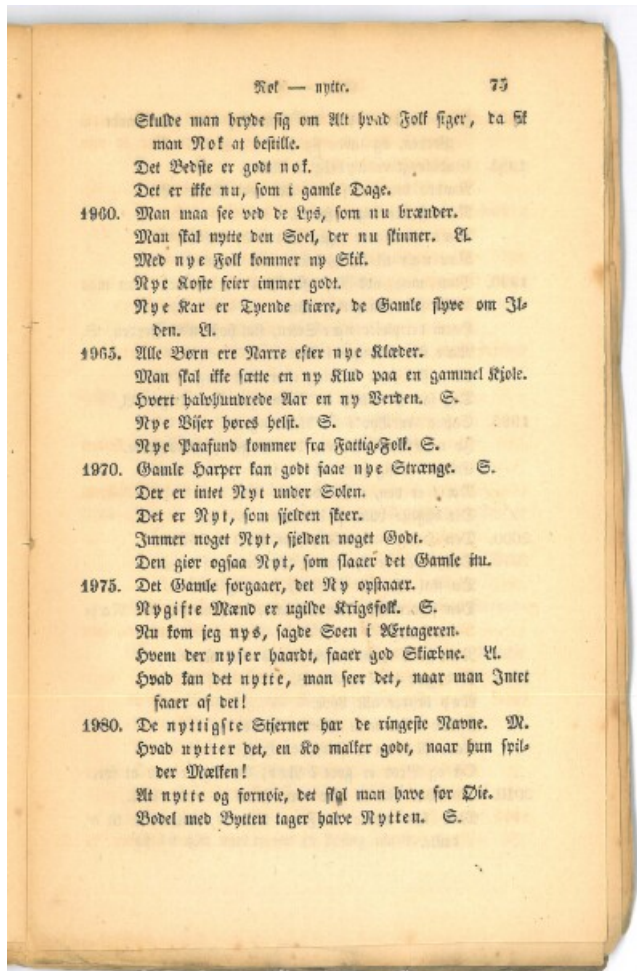 Nok — nytte. 75
Skulde man bryde sig om Alt hvad Folk siger, da fik
man Nok at bestille.
Det Bedste er godt nok.
Det er ikke nu, som i gamle Dage.
1960. Man maa see ved de Lys, som nu brænder.
Man skal nytte den Soel, der nu skinner. A.
Med nye Folk kommer ny Skik.
Nye Koste feier immer godt.
Nye Kar er Tyende kiære, de Gamle flyve om Il-
den. A.
1965. Alle Børn ere Narre efter nye Klæder.
Man skal ikke sætte en ny Klud paa en gammel Kjole.
Hvert halvhundrede Aar en ny Verden. S.
Nye Viser høres helst. S.
Nye Paafund kommer fra Fattig-Folk. S.
1970. Gamle Harper kan godt faae nye Strænge. S.
Der er intet Nyt under Solen.
Det er Nyt, som sjelden skeer.
Immer noget Nyt, sjelden noget Godt.
Den giør ogsaa Nyt, som slaaer det Gamle itu.
1975. Det Gamle forgaaer, det Ny opstaaer.
Nygifte Mænd er ugilde Krigsfolk. S.
Nu kom jeg nys, sagde Soen i Ærtageren.
Hvem der nyser haardt, faaer god Skiæbne. A.
Hvad kan det nytte, man seer det, naar man Intet
faaer af det!
1980. De nyttigste Stjerner har de ringeste Navne. M.
Hvad nytter det, en Ko malker godt, naar hun spil-
der Mælken!
At nytte og fornøie, det skal man have for Øie.
Bødel med Bytten tager halve Nytten. S.